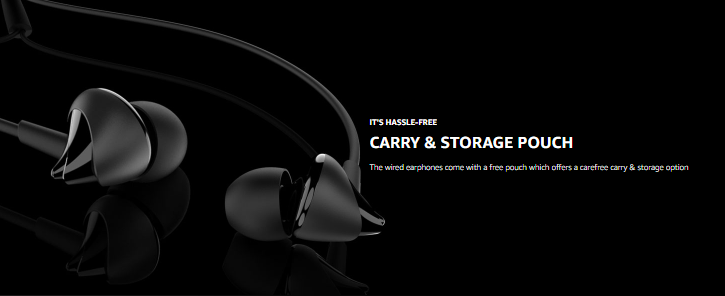 IT'S HASSLE-FREE
CARRY & STORAGE POUCH
The wired earphones come with a free pouch which offers a carefree carry & storage option